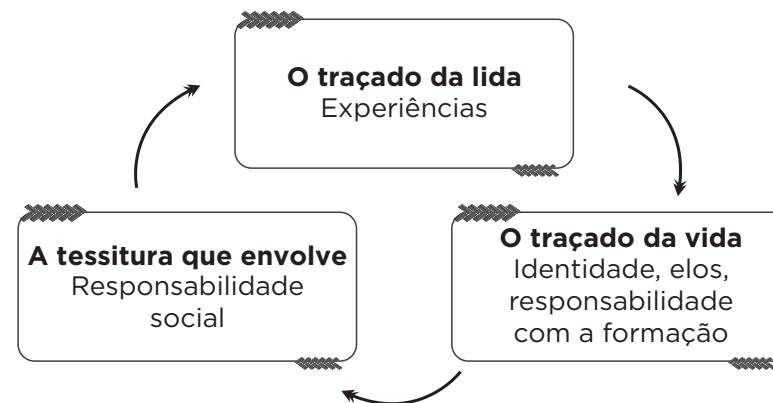 O traçado da lida
Experiências
A tessitura que envolve
Responsabilidade
social
O traçado da vida
Identidade, elos,
responsabilidade
com a formação